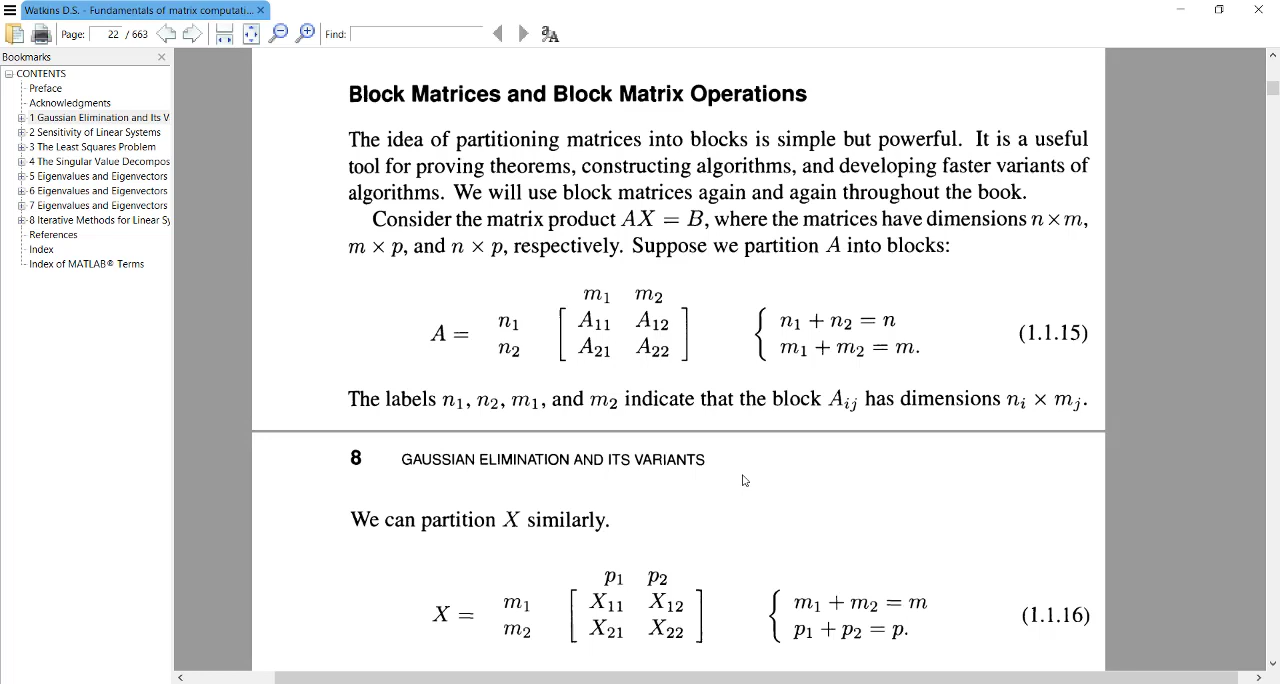 Watkins D.S. - Fundamentals of matrix computati...
Page: 22 / 663 Find:
Bookmarks
CONTENTS
Preface
Acknowledgments
1 Gaussian Elimination and Its V
2 Sensitivity of Linear Systems
3 The Least Squares Problem
4 The Singular Value Decompos
5 Eigenvalues and Eigenvectors
6 Eigenvalues and Eigenvectors
7 Eigenvalues and Eigenvectors
8 Iterative Methods for Linear Sy
References
Index
Index of MATLAB® Terms
Block Matrices and Block Matrix Operations
The idea of partitioning matrices into blocks is simple but powerful. It is a useful
tool for proving theorems, constructing algorithms, and developing faster variants of
algorithms. We will use block matrices again and again throughout the book.
Consider the matrix product AX = B, where the matrices have dimensions n × m,
m × p, and n × p, respectively. Suppose we partition A into blocks:
m₁ m₂
A = n₁ n₂ [ A₁₁ A₁₂ A₂₁ A₂₂ ] { n₁ + n₂ = n m₁ + m₂ = m. (1.1.15)
The labels n₁, n₂, m₁, and m₂ indicate that the block Aᵢⱼ has dimensions nᵢ × mⱼ.
8 GAUSSIAN ELIMINATION AND ITS VARIANTS
We can partition X similarly.
p₁ p₂
X = m₁ m₂ [ X₁₁ X₁₂ X₂₁ X₂₂ ] { m₁ + m₂ = m p₁ + p₂ = p. (1.1.16)